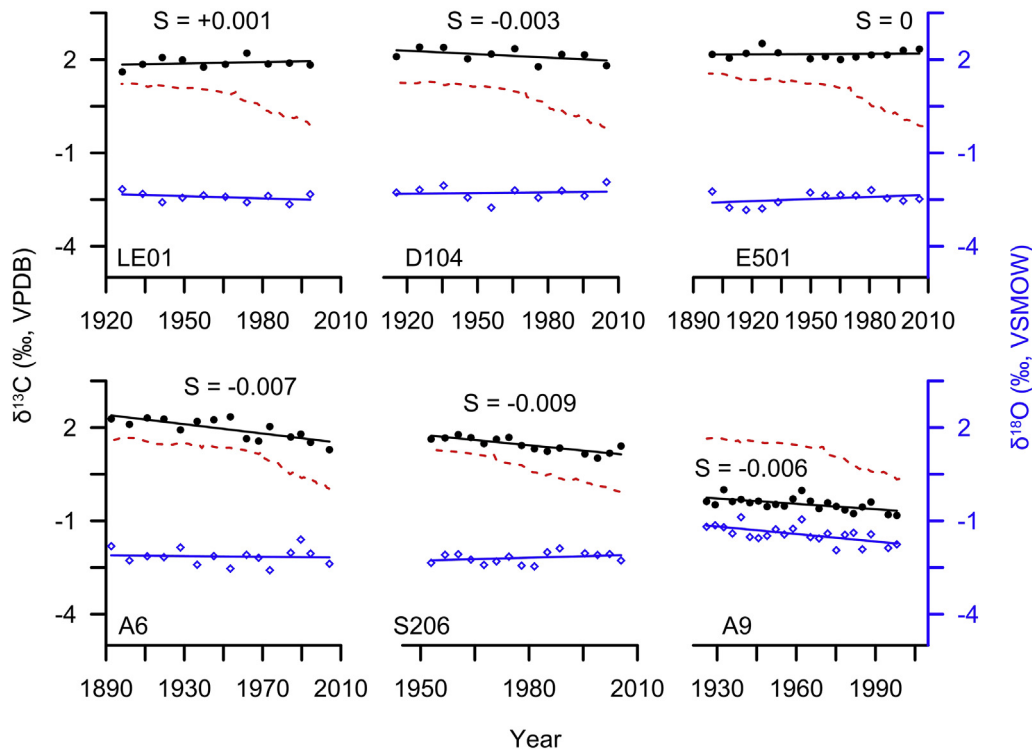 S = +0.001 S = -0.003 S = 0
2 2
-1 -1
-4 -4
LE01 D104 E501
1920 1950 1980 2010 1920 1950 1980 2010 1890 1920 1950 1980 2010
δ¹³C (‰, VPDB)
δ¹⁸O (‰, VSMOW)
S = -0.007 S = -0.009
2 2
S = -0.006
-1 -1
-4 -4
A6 S206 A9
1890 1930 1970 2010 1950 1980 2010 1930 1960 1990
Year